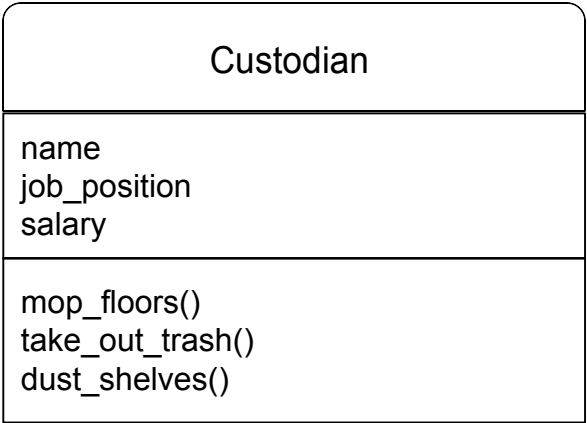 Custodian
name
job_position
salary
mop_floors()
take_out_trash()
dust_shelves()